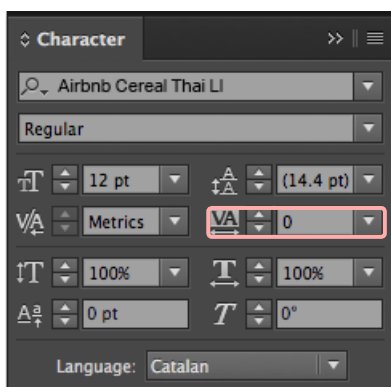 Character
Airbnb Cereal Thai LI
Regular
12 pt (14.4 pt)
Metrics 0
100% 100%
0 pt 0°
Language: Catalan